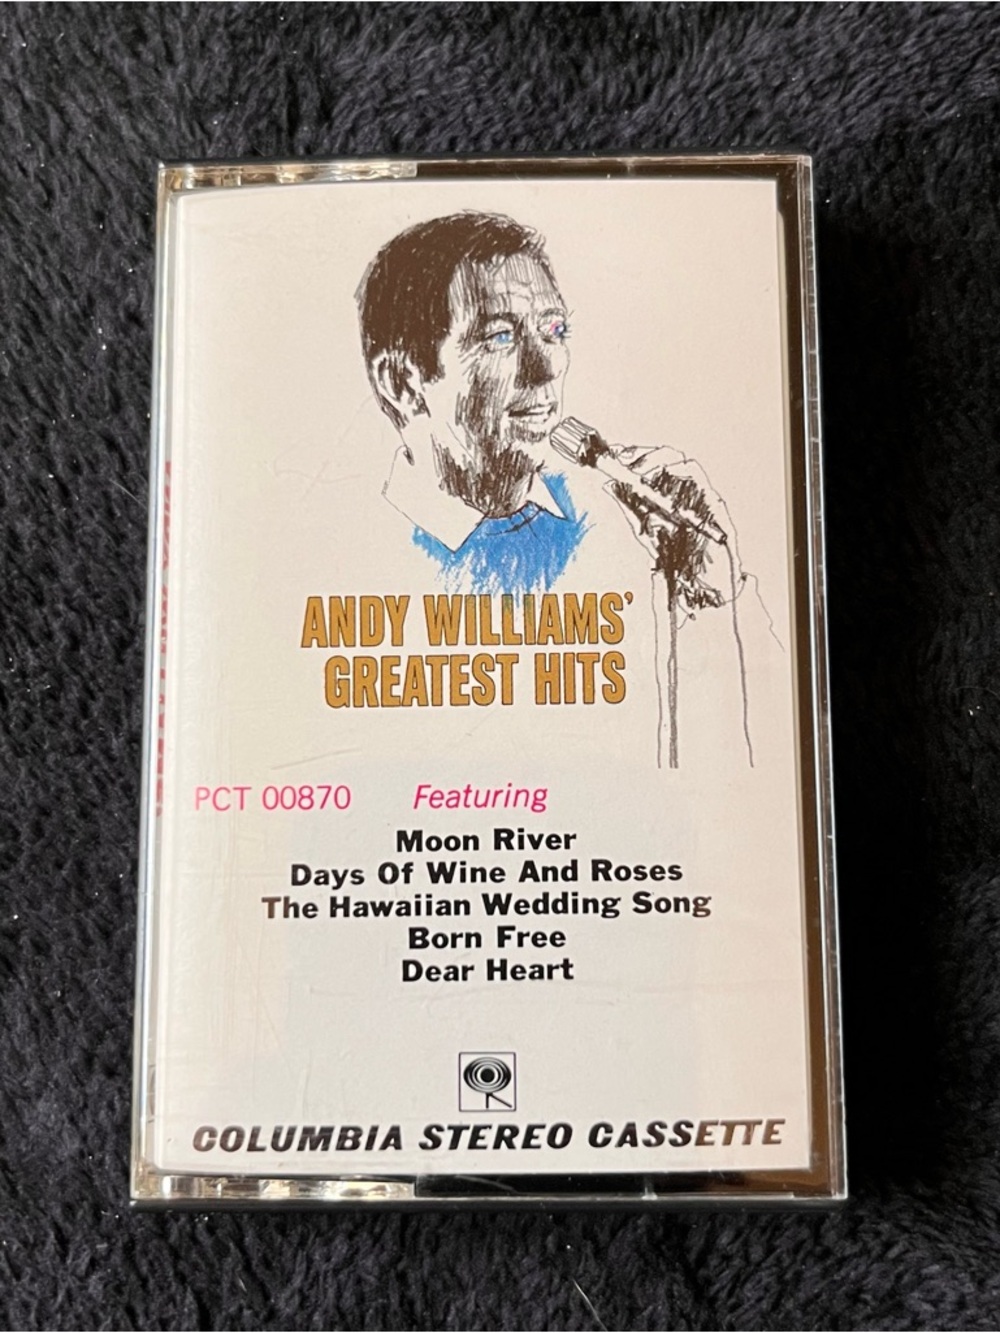 ANDY WILLIAMS'
GREATEST HITS
PCT 00870 Featuring
Moon River
Days Of Wine And Roses
The Hawaiian Wedding Song
Born Free
Dear Heart
COLUMBIA STEREO CASSETTE